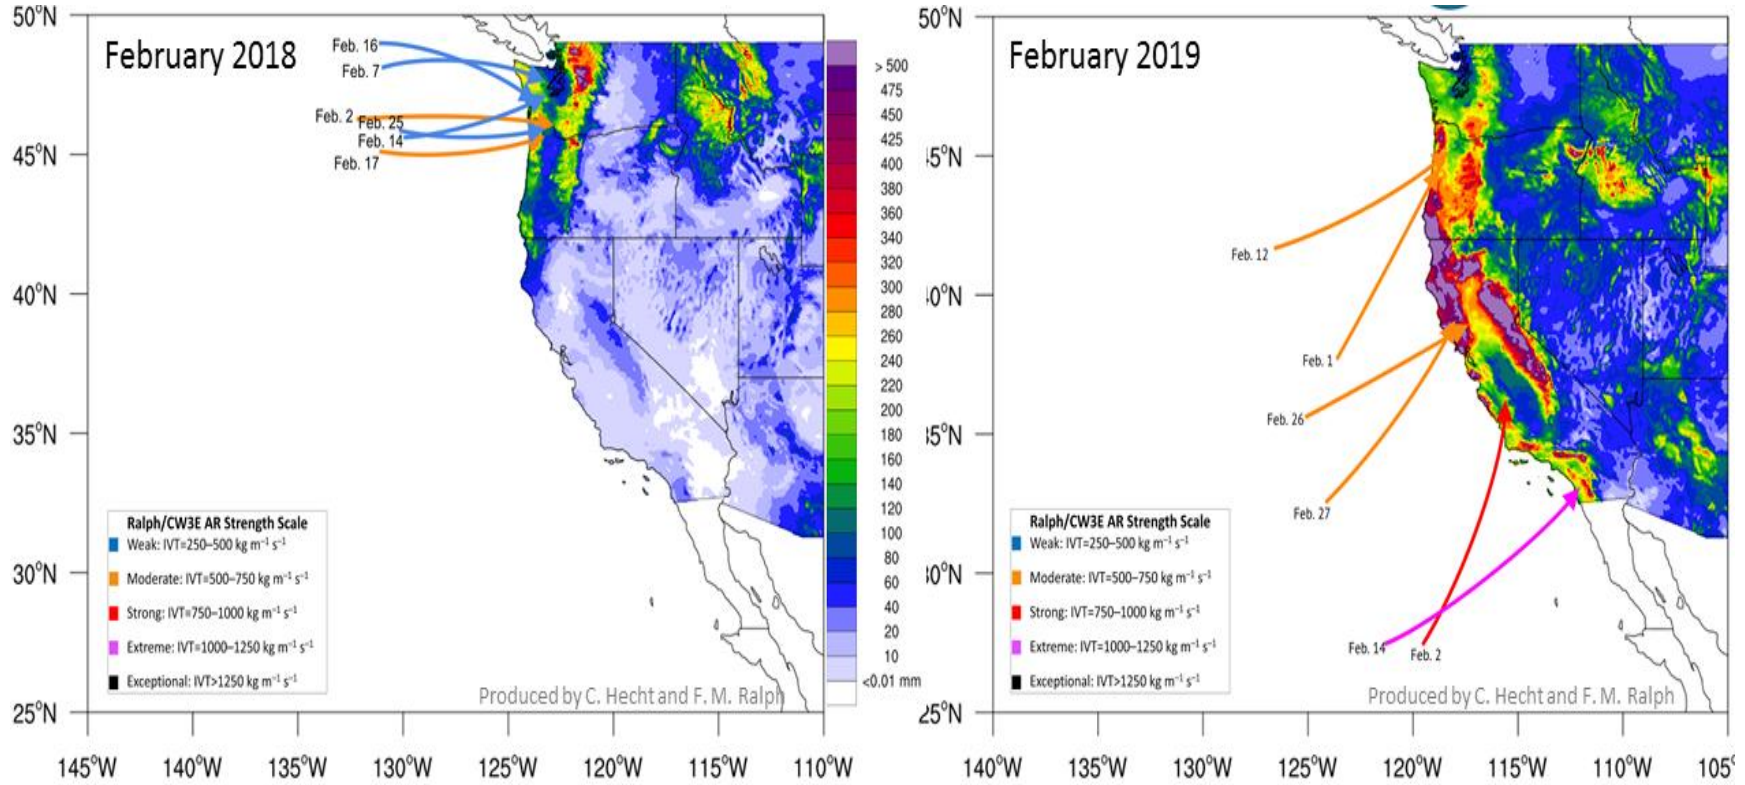 February 2018
50°N
45°N
40°N
35°N
30°N
25°N
Feb. 16
Feb. 7
Feb. 2
Feb. 25
Feb. 14
Feb. 17
Ralph/CW3E AR Strength Scale
Weak: IVT=250–500 kg m⁻¹ s⁻¹
Moderate: IVT=500–750 kg m⁻¹ s⁻¹
Strong: IVT=750–1000 kg m⁻¹ s⁻¹
Extreme: IVT=1000–1250 kg m⁻¹ s⁻¹
Exceptional: IVT>1250 kg m⁻¹ s⁻¹
Produced by C. Hecht and F. M. Ralph
145°W 140°W 135°W 130°W 125°W 120°W 115°W 110°W
> 500
475
450
425
400
380
360
340
320
300
280
260
240
220
200
180
160
140
120
100
80
60
40
20
10
<0.01 mm
February 2019
50°N
45°N
40°N
35°N
30°N
25°N
Feb. 12
Feb. 1
Feb. 26
Feb. 27
Feb. 14
Feb. 2
Ralph/CW3E AR Strength Scale
Weak: IVT=250–500 kg m⁻¹ s⁻¹
Moderate: IVT=500–750 kg m⁻¹ s⁻¹
Strong: IVT=750–1000 kg m⁻¹ s⁻¹
Extreme: IVT=1000–1250 kg m⁻¹ s⁻¹
Exceptional: IVT>1250 kg m⁻¹ s⁻¹
Produced by C. Hecht and F. M. Ralph
140°W 135°W 130°W 125°W 120°W 115°W 110°W 105°